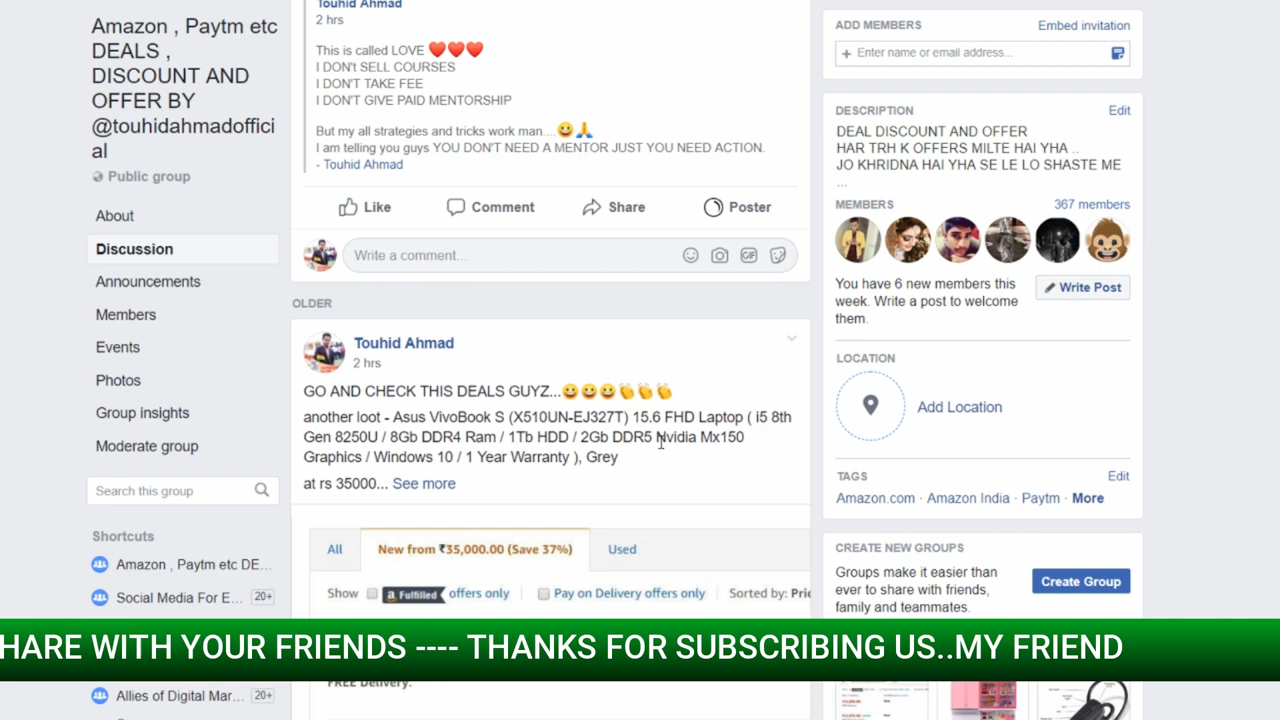 Amazon , Paytm etc
DEALS ,
DISCOUNT AND
OFFER BY
@touhidahmadoffici
al
Public group
About
Discussion
Announcements
Members
Events
Photos
Group insights
Moderate group
Search this group
Shortcuts
Amazon , Paytm etc DE...
Social Media For E... 20+
Allies of Digital Mar... 20+
Touhid Ahmad
2 hrs
This is called LOVE ❤️❤️❤️
I DON't SELL COURSES
I DON'T TAKE FEE
I DON'T GIVE PAID MENTORSHIP
But my all strategies and tricks work man....😀🙏
I am telling you guys YOU DON'T NEED A MENTOR JUST YOU NEED ACTION.
- Touhid Ahmad
Like Comment Share Poster
Write a comment... GIF
OLDER
Touhid Ahmad
2 hrs
GO AND CHECK THIS DEALS GUYZ...😀😀😀👏👏👏
another loot - Asus VivoBook S (X510UN-EJ327T) 15.6 FHD Laptop ( i5 8th
Gen 8250U / 8Gb DDR4 Ram / 1Tb HDD / 2Gb DDR5 Nvidia Mx150
Graphics / Windows 10 / 1 Year Warranty ), Grey
at rs 35000... See more
All New from ₹35,000.00 (Save 37%) Used
Show a Fulfilled offers only Pay on Delivery offers only Sorted by: Pric
FREE Delivery.
ADD MEMBERS Embed invitation
+ Enter name or email address...
DESCRIPTION Edit
DEAL DISCOUNT AND OFFER
HAR TRH K OFFERS MILTE HAI YHA ..
JO KHRIDNA HAI YHA SE LE LO SHASTE ME
...
MEMBERS 367 members
You have 6 new members this
week. Write a post to welcome
them.
Write Post
LOCATION
Add Location
TAGS Edit
Amazon.com · Amazon India · Paytm · More
CREATE NEW GROUPS
Groups make it easier than
ever to share with friends,
family and teammates.
Create Group
HARE WITH YOUR FRIENDS ---- THANKS FOR SUBSCRIBING US..MY FRIEND